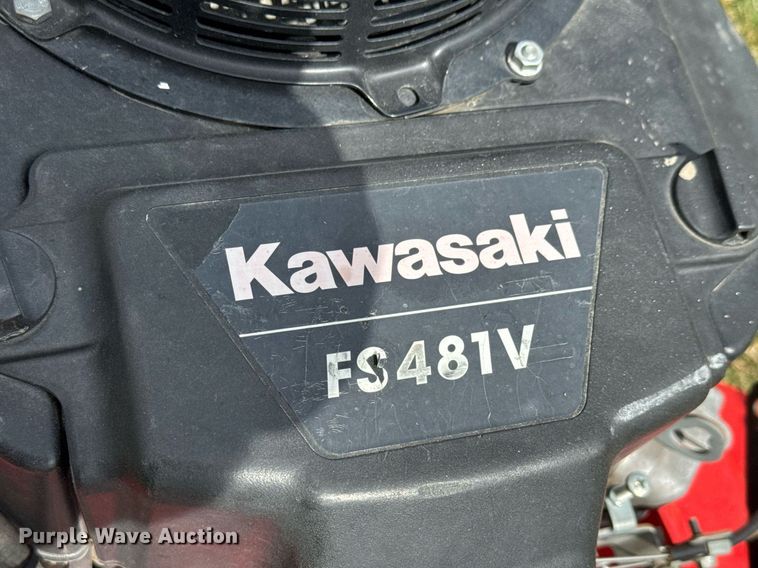 Kawasaki
FS481V
Purple Wave Auction